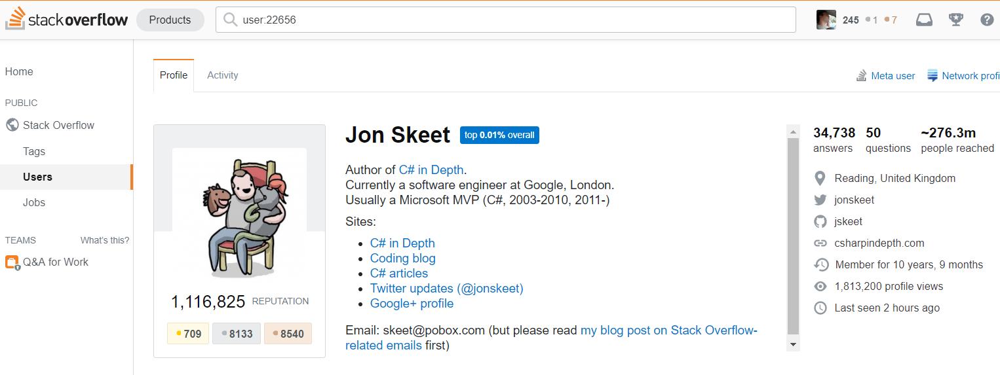 stackoverflow Products user:22656 245 1 7
Home
PUBLIC
Stack Overflow
Tags
Users
Jobs
TEAMS What's this?
Q&A for Work
Profile Activity Meta user Network profi
1,116,825 REPUTATION
709 8133 8540
Jon Skeet top 0.01% overall
Author of C# in Depth.
Currently a software engineer at Google, London.
Usually a Microsoft MVP (C#, 2003-2010, 2011-)
Sites:
C# in Depth
Coding blog
C# articles
Twitter updates (@jonskeet)
Google+ profile
Email: skeet@pobox.com (but please read my blog post on Stack Overflow-
related emails first)
34,738 50 ~276.3m
answers questions people reached
Reading, United Kingdom
jonskeet
jskeet
csharpindepth.com
Member for 10 years, 9 months
1,813,200 profile views
Last seen 2 hours ago